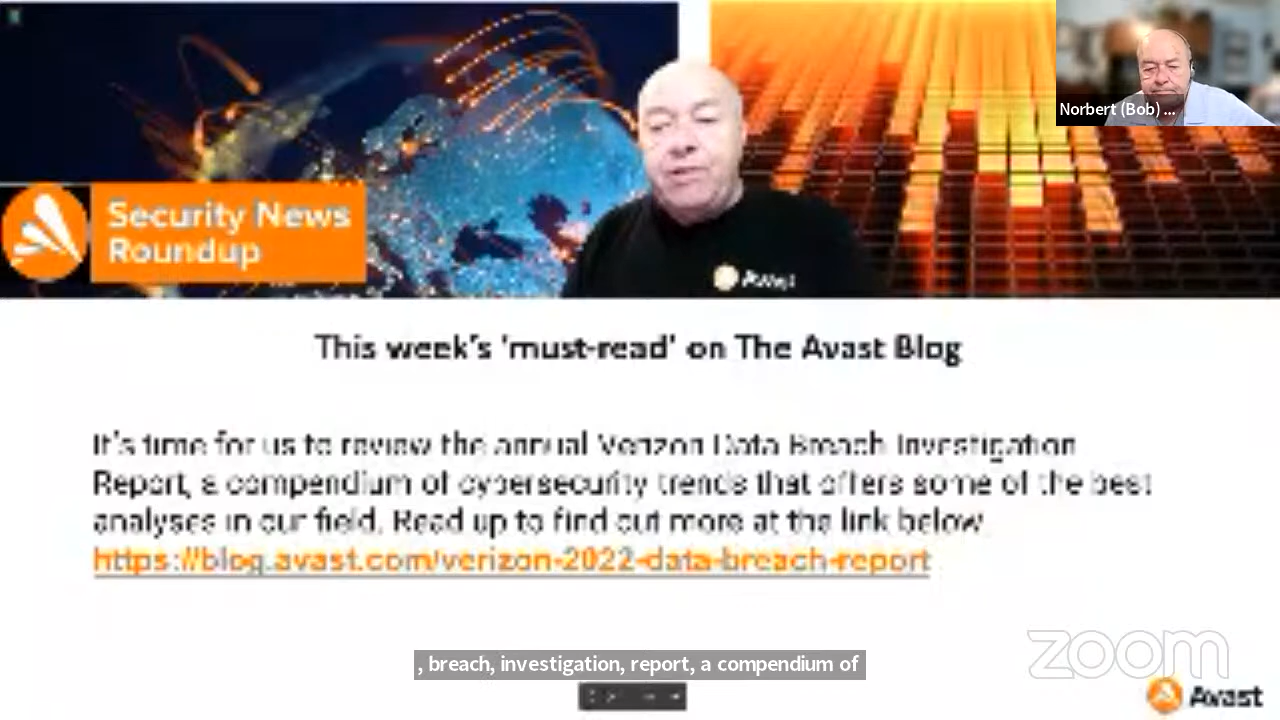 Norbert (Bob) ...
Security News
Roundup
Avast
This week's 'must-read' on The Avast Blog
It's time for us to review the annual Verizon Data Breach Investigation
Report, a compendium of cybersecurity trends that offers some of the best
analyses in our field. Read up to find out more at the link below
https://blog.avast.com/verizon-2022-data-breach-report
, breach, investigation, report, a compendium of
zoom
Avast